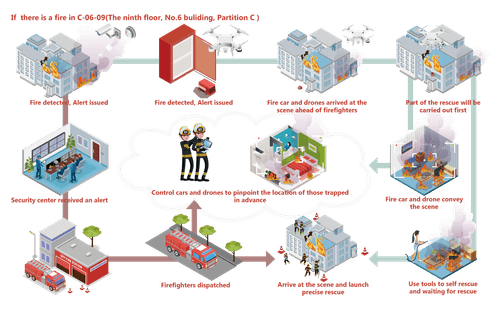 If there is a fire in C-06-09(The ninth floor, No.6 buliding, Partition C )
Fire detected, Alert issued
Fire detected, Alert issued
Fire car and drones arrived at the
scene ahead of firefighters
Part of the rescue will be
carried out first
Security center received an alert
Control cars and drones to pinpoint the location of those trapped
in advance
Fire car and drone convey
the scene
Firefighters dispatched
Arrive at the scene and launch
precise rescue
Use tools to self rescue
and waiting for rescue